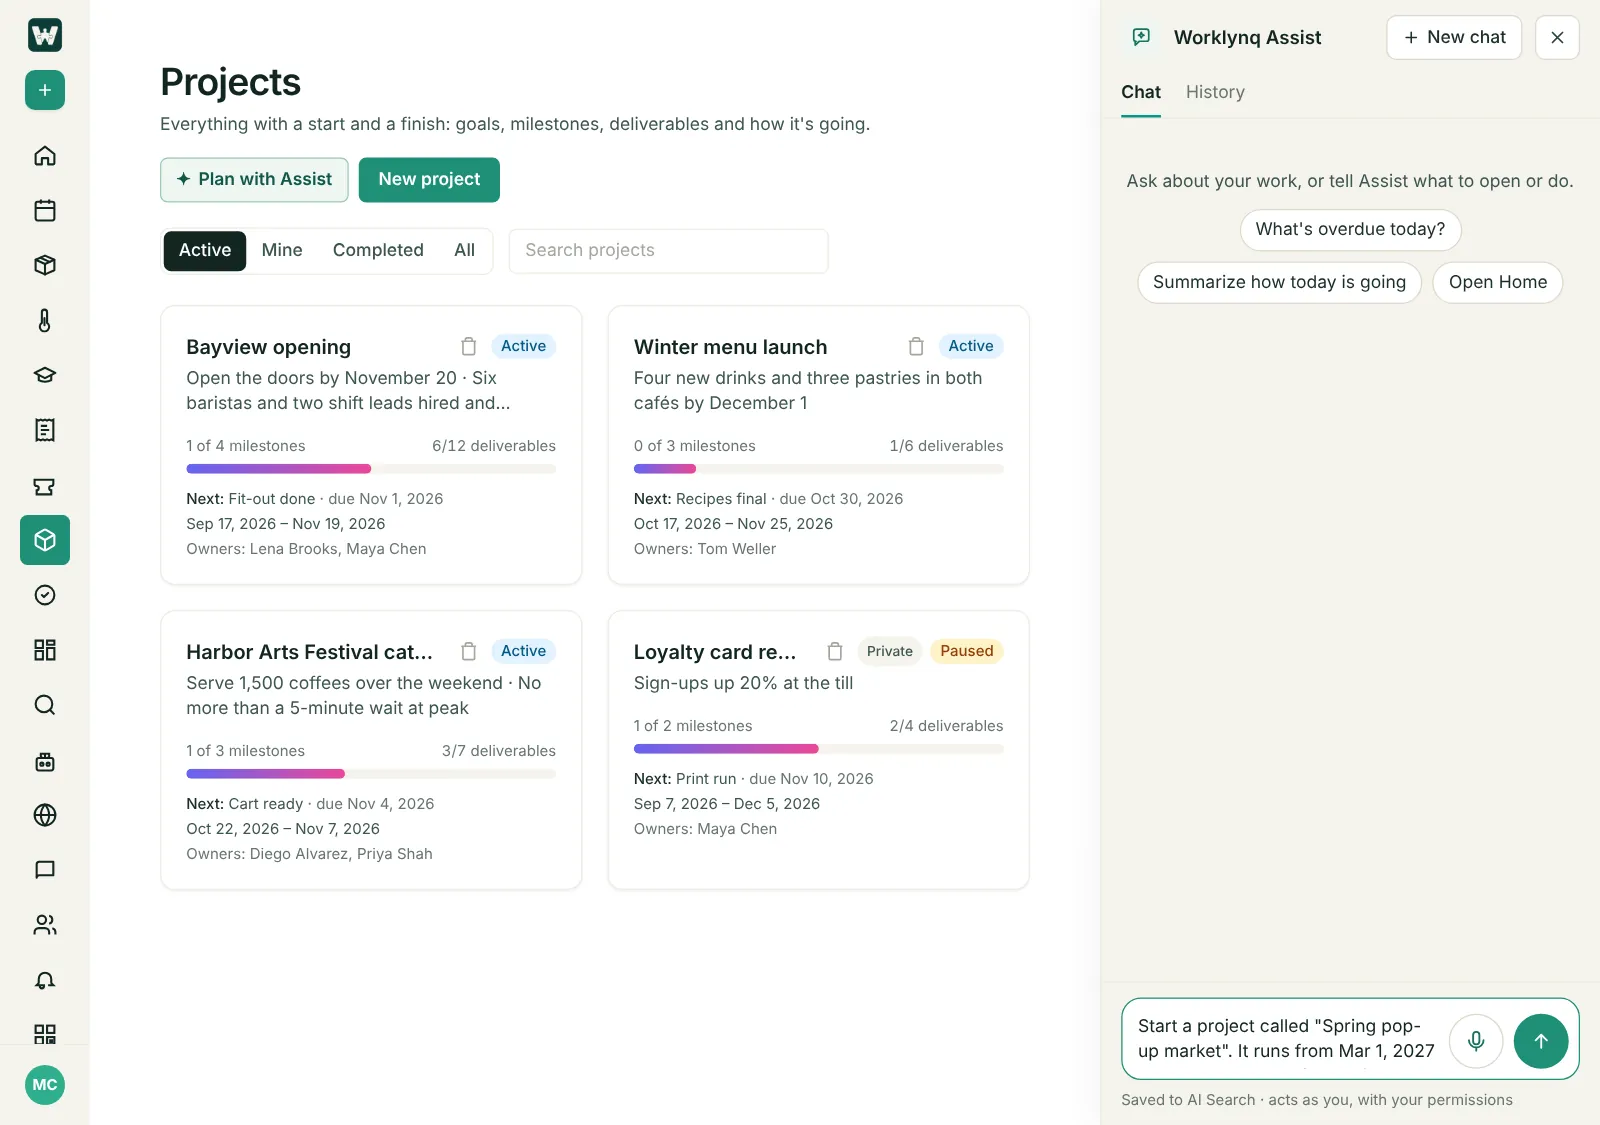 W
Projects
Everything with a start and a finish: goals, milestones, deliverables and how it's going.
Plan with Assist
New project
Active
Mine
Completed
All
Search projects
Bayview opening
Active
Open the doors by November 20 · Six
baristas and two shift leads hired and...
1 of 4 milestones
6/12 deliverables
Next: Fit-out done · due Nov 1, 2026
Sep 17, 2026 – Nov 19, 2026
Owners: Lena Brooks, Maya Chen
Winter menu launch
Active
Four new drinks and three pastries in both
cafés by December 1
0 of 3 milestones
1/6 deliverables
Next: Recipes final · due Oct 30, 2026
Oct 17, 2026 – Nov 25, 2026
Owners: Tom Weller
Harbor Arts Festival cat...
Active
Serve 1,500 coffees over the weekend · No
more than a 5-minute wait at peak
1 of 3 milestones
3/7 deliverables
Next: Cart ready · due Nov 4, 2026
Oct 22, 2026 – Nov 7, 2026
Owners: Diego Alvarez, Priya Shah
Loyalty card re...
Private
Paused
Sign-ups up 20% at the till
1 of 2 milestones
2/4 deliverables
Next: Print run · due Nov 10, 2026
Sep 7, 2026 – Dec 5, 2026
Owners: Maya Chen
MC
Worklynq Assist
+ New chat
Chat
History
Ask about your work, or tell Assist what to open or do.
What's overdue today?
Summarize how today is going
Open Home
Start a project called "Spring pop-
up market". It runs from Mar 1, 2027
Saved to AI Search · acts as you, with your permissions